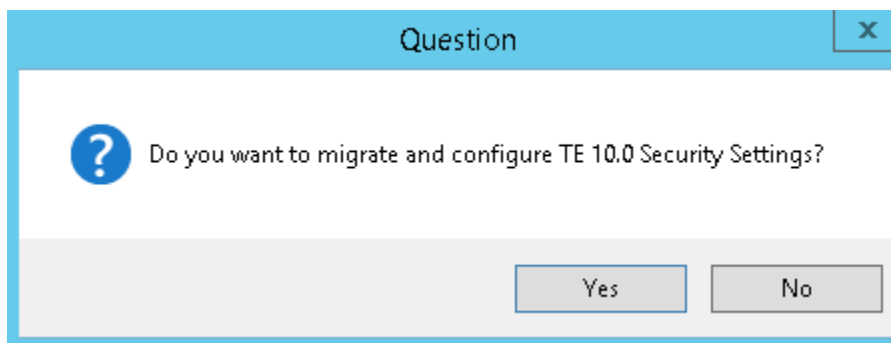 Question
x
Do you want to migrate and configure TE 10.0 Security Settings?
Yes
No